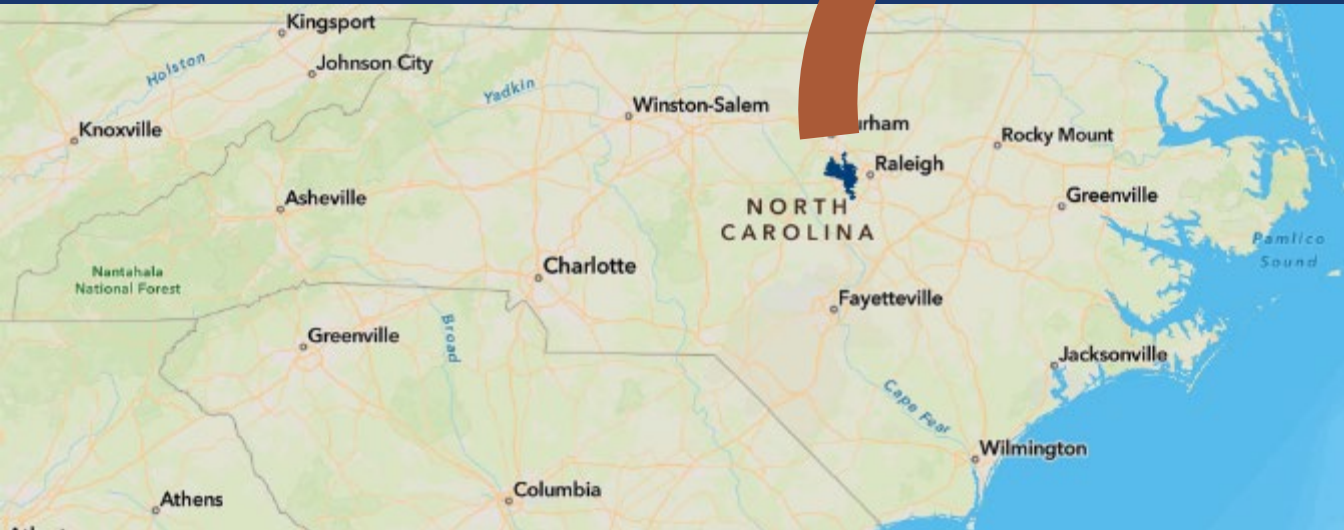 Kingsport
Johnson City
Holston
Yadkin
Winston-Salem
Knoxville
urham
Rocky Mount
Raleigh
Asheville
Greenville
NORTH
CAROLINA
Pamlico
Sound
Nantahala
National Forest
Charlotte
Fayetteville
Broad
Greenville
Jacksonville
Cape Fear
Wilmington
Columbia
Athens